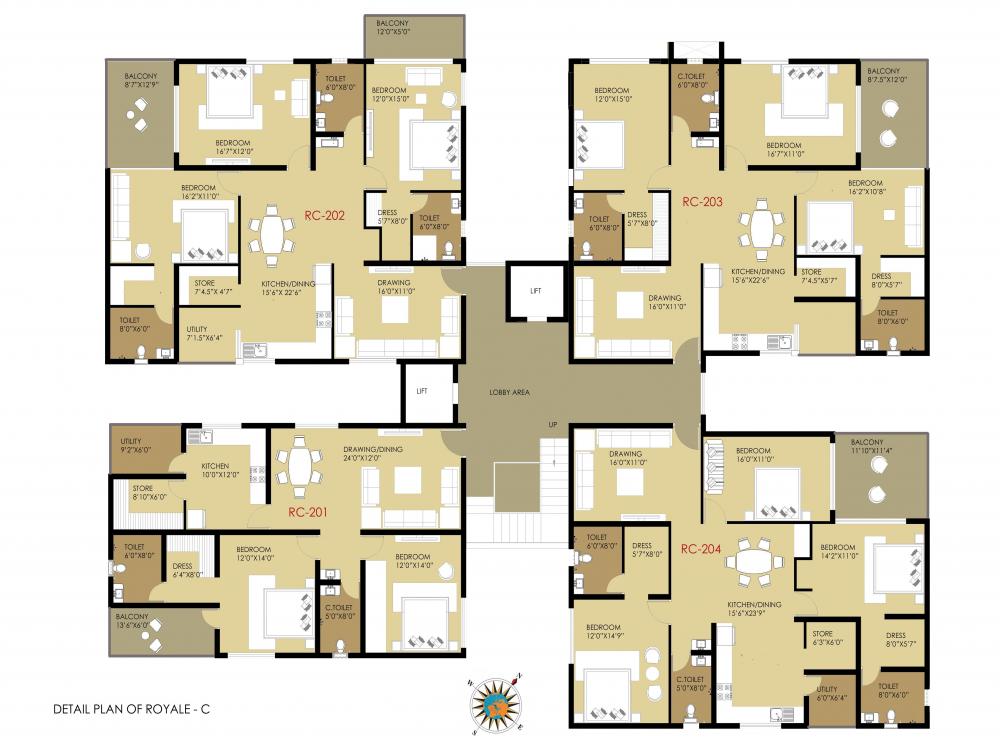 BALCONY
12'0"X5'0"
BALCONY
8'7"X12'9"
TOILET
6'0"X8'0"
BEDROOM
12'0"X15'0"
BEDROOM
16'7"X12'0"
BEDROOM
16'2"X11'0"
RC-202
DRESS
5'7"X8'0"
TOILET
6'0"X8'0"
STORE
7'4.5"X 4'7"
KITCHEN/DINING
15'6"X 22'6"
DRAWING
16'0"X11'0"
TOILET
8'0"X6'0"
UTILITY
7'1.5"X6'4"
BEDROOM
12'0"X15'0"
C.TOILET
6'0"X8'0"
BALCONY
8'7.5"X12'0"
BEDROOM
16'7"X11'0"
BEDROOM
16'2"X10'8"
RC-203
TOILET
6'0"X8'0"
DRESS
5'7"X8'0"
KITCHEN/DINING
15'6"X22'6"
STORE
7'4.5"X5'7"
DRESS
8'0"X5'7"
DRAWING
16'0"X11'0"
TOILET
8'0"X6'0"
LIFT
LIFT
LOBBY AREA
UP
UTILITY
9'2"X6'0"
KITCHEN
10'0"X12'0"
DRAWING/DINING
24'0"X12'0"
STORE
8'10"X6'0"
RC-201
TOILET
6'0"X8'0"
DRESS
6'4"X8'0"
BEDROOM
12'0"X14'0"
BEDROOM
12'0"X14'0"
C.TOILET
5'0"X8'0"
BALCONY
13'6"X6'0"
DRAWING
16'0"X11'0"
BEDROOM
16'0"X11'0"
BALCONY
11'10"X11'4"
TOILET
6'0"X8'0"
DRESS
5'7"X8'0"
RC-204
BEDROOM
14'2"X11'0"
KITCHEN/DINING
15'6"X23'9"
BEDROOM
12'0"X14'9"
STORE
6'3"X6'0"
DRESS
8'0"X5'7"
C.TOILET
5'0"X8'0"
UTILITY
6'0"X6'4"
TOILET
8'0"X6'0"
DETAIL PLAN OF ROYALE - C
W
N
S
E